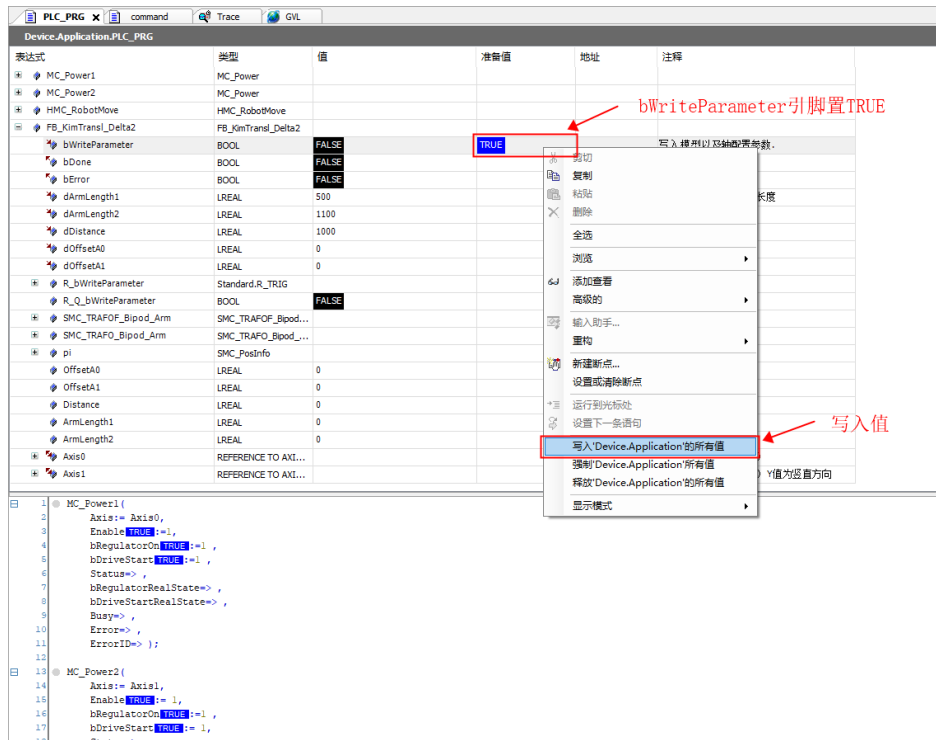 PLC_PRG command Trace GVL
Device.Application.PLC_PRG
表达式 类型 值 准备值 地址 注释
MC_Power1 MC_Power
MC_Power2 MC_Power
HMC_RobotMove HMC_RobotMove
FB_KimTransl_Delta2 FB_KimTransl_Delta2
bWriteParameter引脚置TRUE
bWriteParameter BOOL FALSE TRUE 写入模型以及轴配置参数.
bDone BOOL FALSE
bError BOOL FALSE
dArmLength1 LREAL 500 长度
dArmLength2 LREAL 1100
dDistance LREAL 1000
dOffsetA0 LREAL 0
dOffsetA1 LREAL 0
R_bWriteParameter Standard.R_TRIG
R_Q_bWriteParameter BOOL FALSE
SMC_TRAFOF_Bipod_Arm SMC_TRAFOF_Bipod...
SMC_TRAFO_Bipod_Arm SMC_TRAFO_Bipod_...
pi SMC_PosInfo
OffsetA0 LREAL 0
OffsetA1 LREAL 0
Distance LREAL 0
ArmLength1 LREAL 0
ArmLength2 LREAL 0
Axis0 REFERENCE TO AXI...
Axis1 REFERENCE TO AXI... ) Y值为竖直方向
剪切
复制
粘贴
删除
全选
浏览
添加查看
高级的
输入助手...
重构
新建断点...
设置或清除断点
运行到光标处
设置下一条语句
写入'Device.Application'的所有值
写入值
强制'Device.Application'所有值
释放'Device.Application'的所有值
显示模式
1 MC_Power1(
2 Axis:= Axis0,
3 Enable TRUE :=1,
4 bRegulatorOn TRUE :=1 ,
5 bDriveStart TRUE :=1 ,
6 Status=> ,
7 bRegulatorRealState=> ,
8 bDriveStartRealState=> ,
9 Busy=> ,
10 Error=> ,
11 ErrorID=> );
12
13 MC_Power2(
14 Axis:= Axis1,
15 Enable TRUE := 1,
16 bRegulatorOn TRUE :=1 ,
17 bDriveStart TRUE := 1,